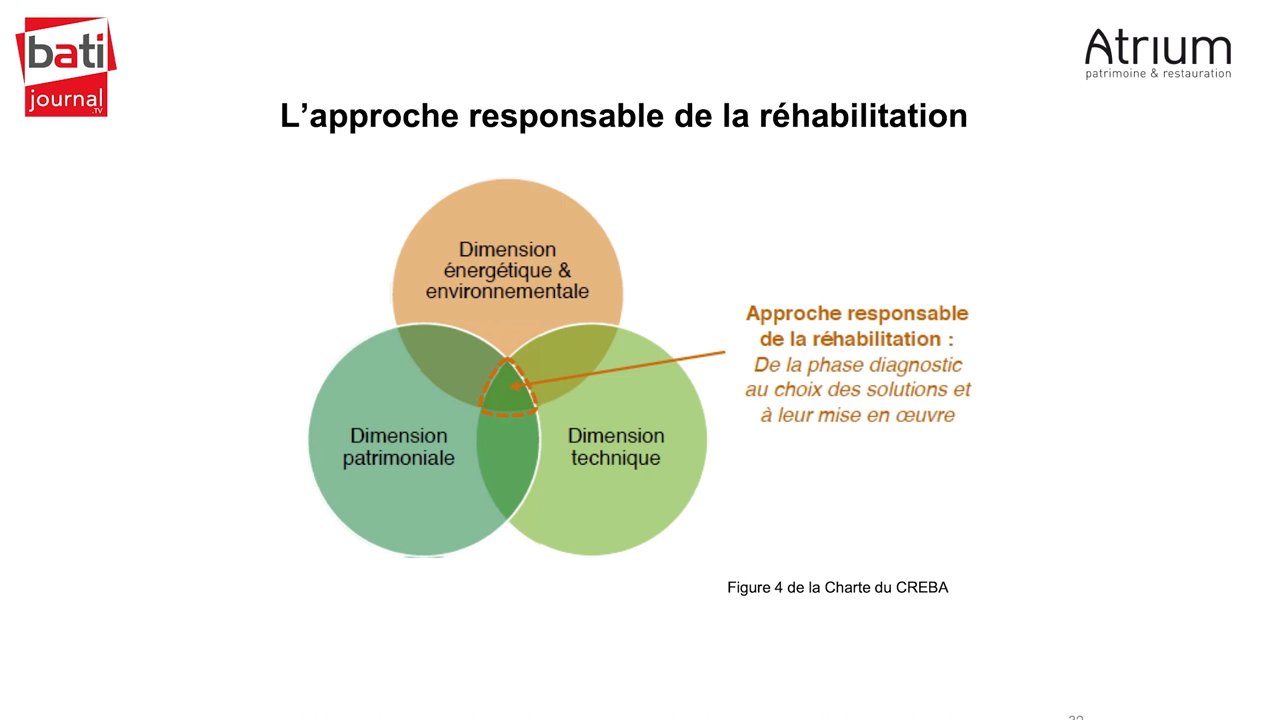 bati
journal
.TV
Atrium
patrimoine & restauration
L’approche responsable de la réhabilitation
Dimension
énergétique &
environnementale
Dimension
patrimoniale
Dimension
technique
Approche responsable
de la réhabilitation :
De la phase diagnostic
au choix des solutions et
à leur mise en œuvre
Figure 4 de la Charte du CREBA